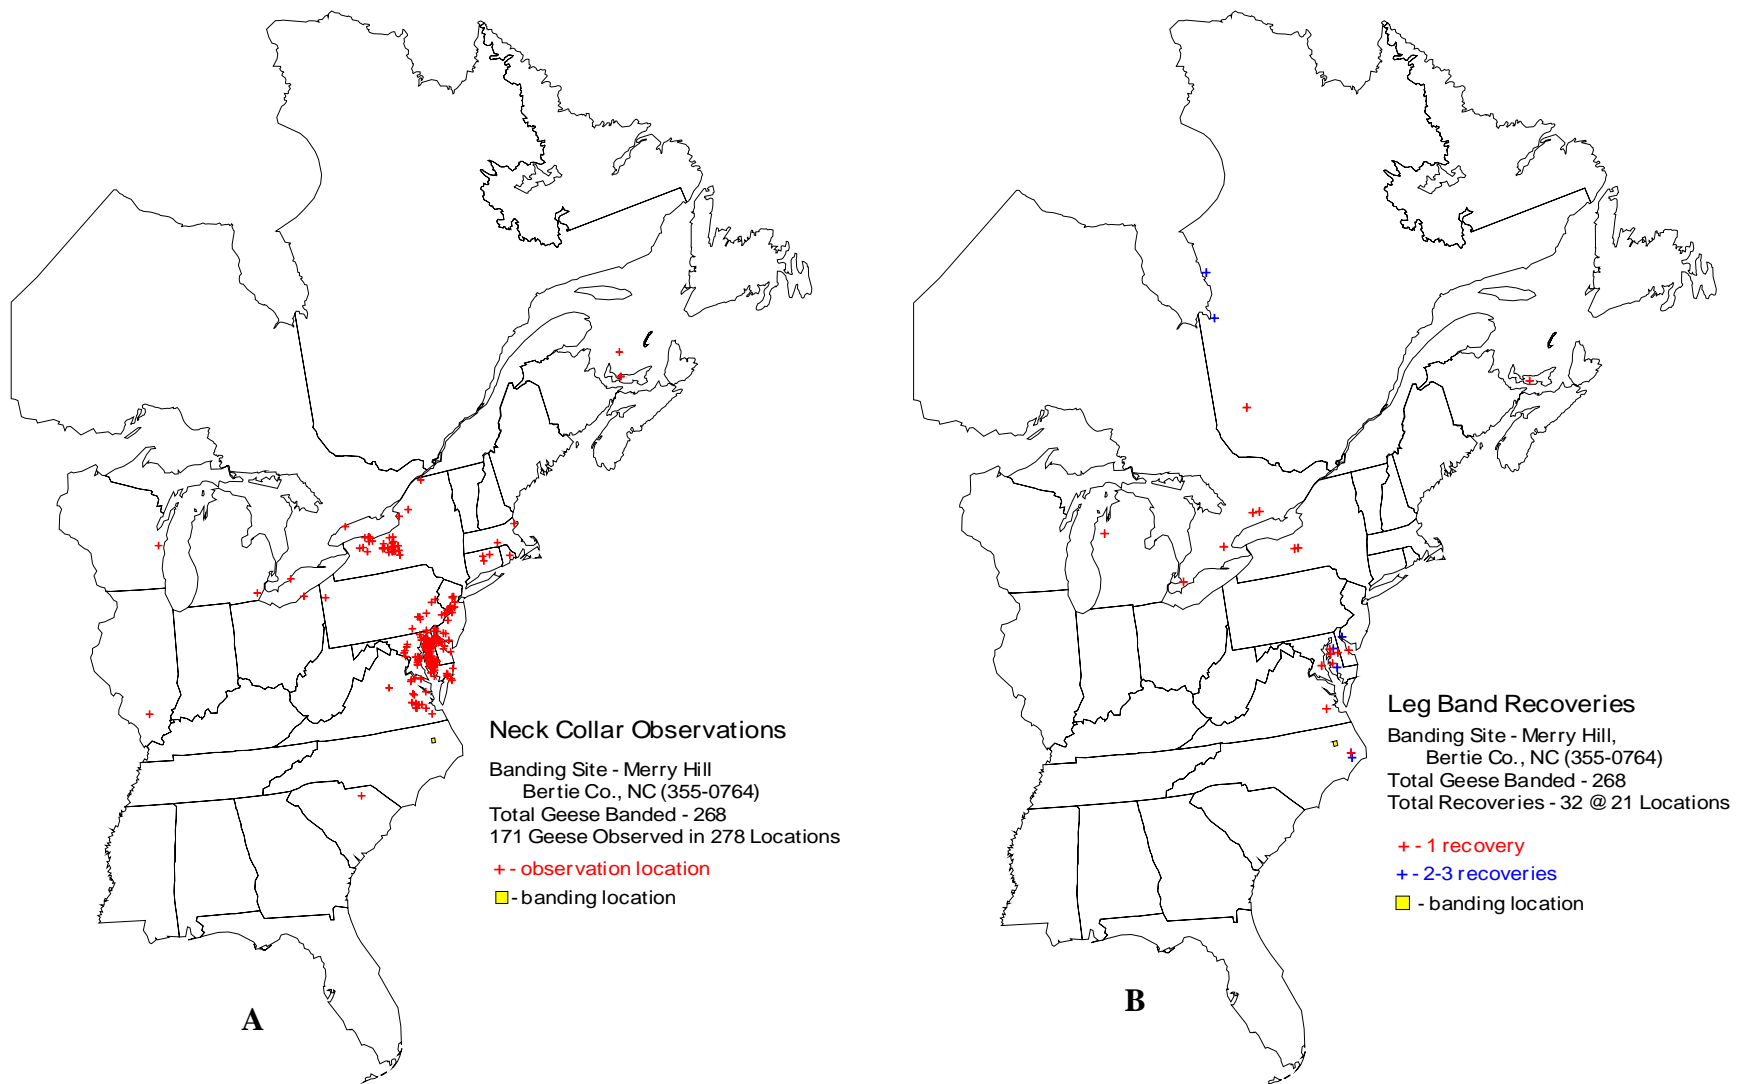 Neck Collar Observations
Banding Site - Merry Hill
Bertie Co., NC (355-0764)
Total Geese Banded - 268
171 Geese Observed in 278 Locations
+ - observation location
- banding location
A
Leg Band Recoveries
Banding Site - Merry Hill,
Bertie Co., NC (355-0764)
Total Geese Banded - 268
Total Recoveries - 32 @ 21 Locations
+ - 1 recovery
+ - 2-3 recoveries
- banding location
B